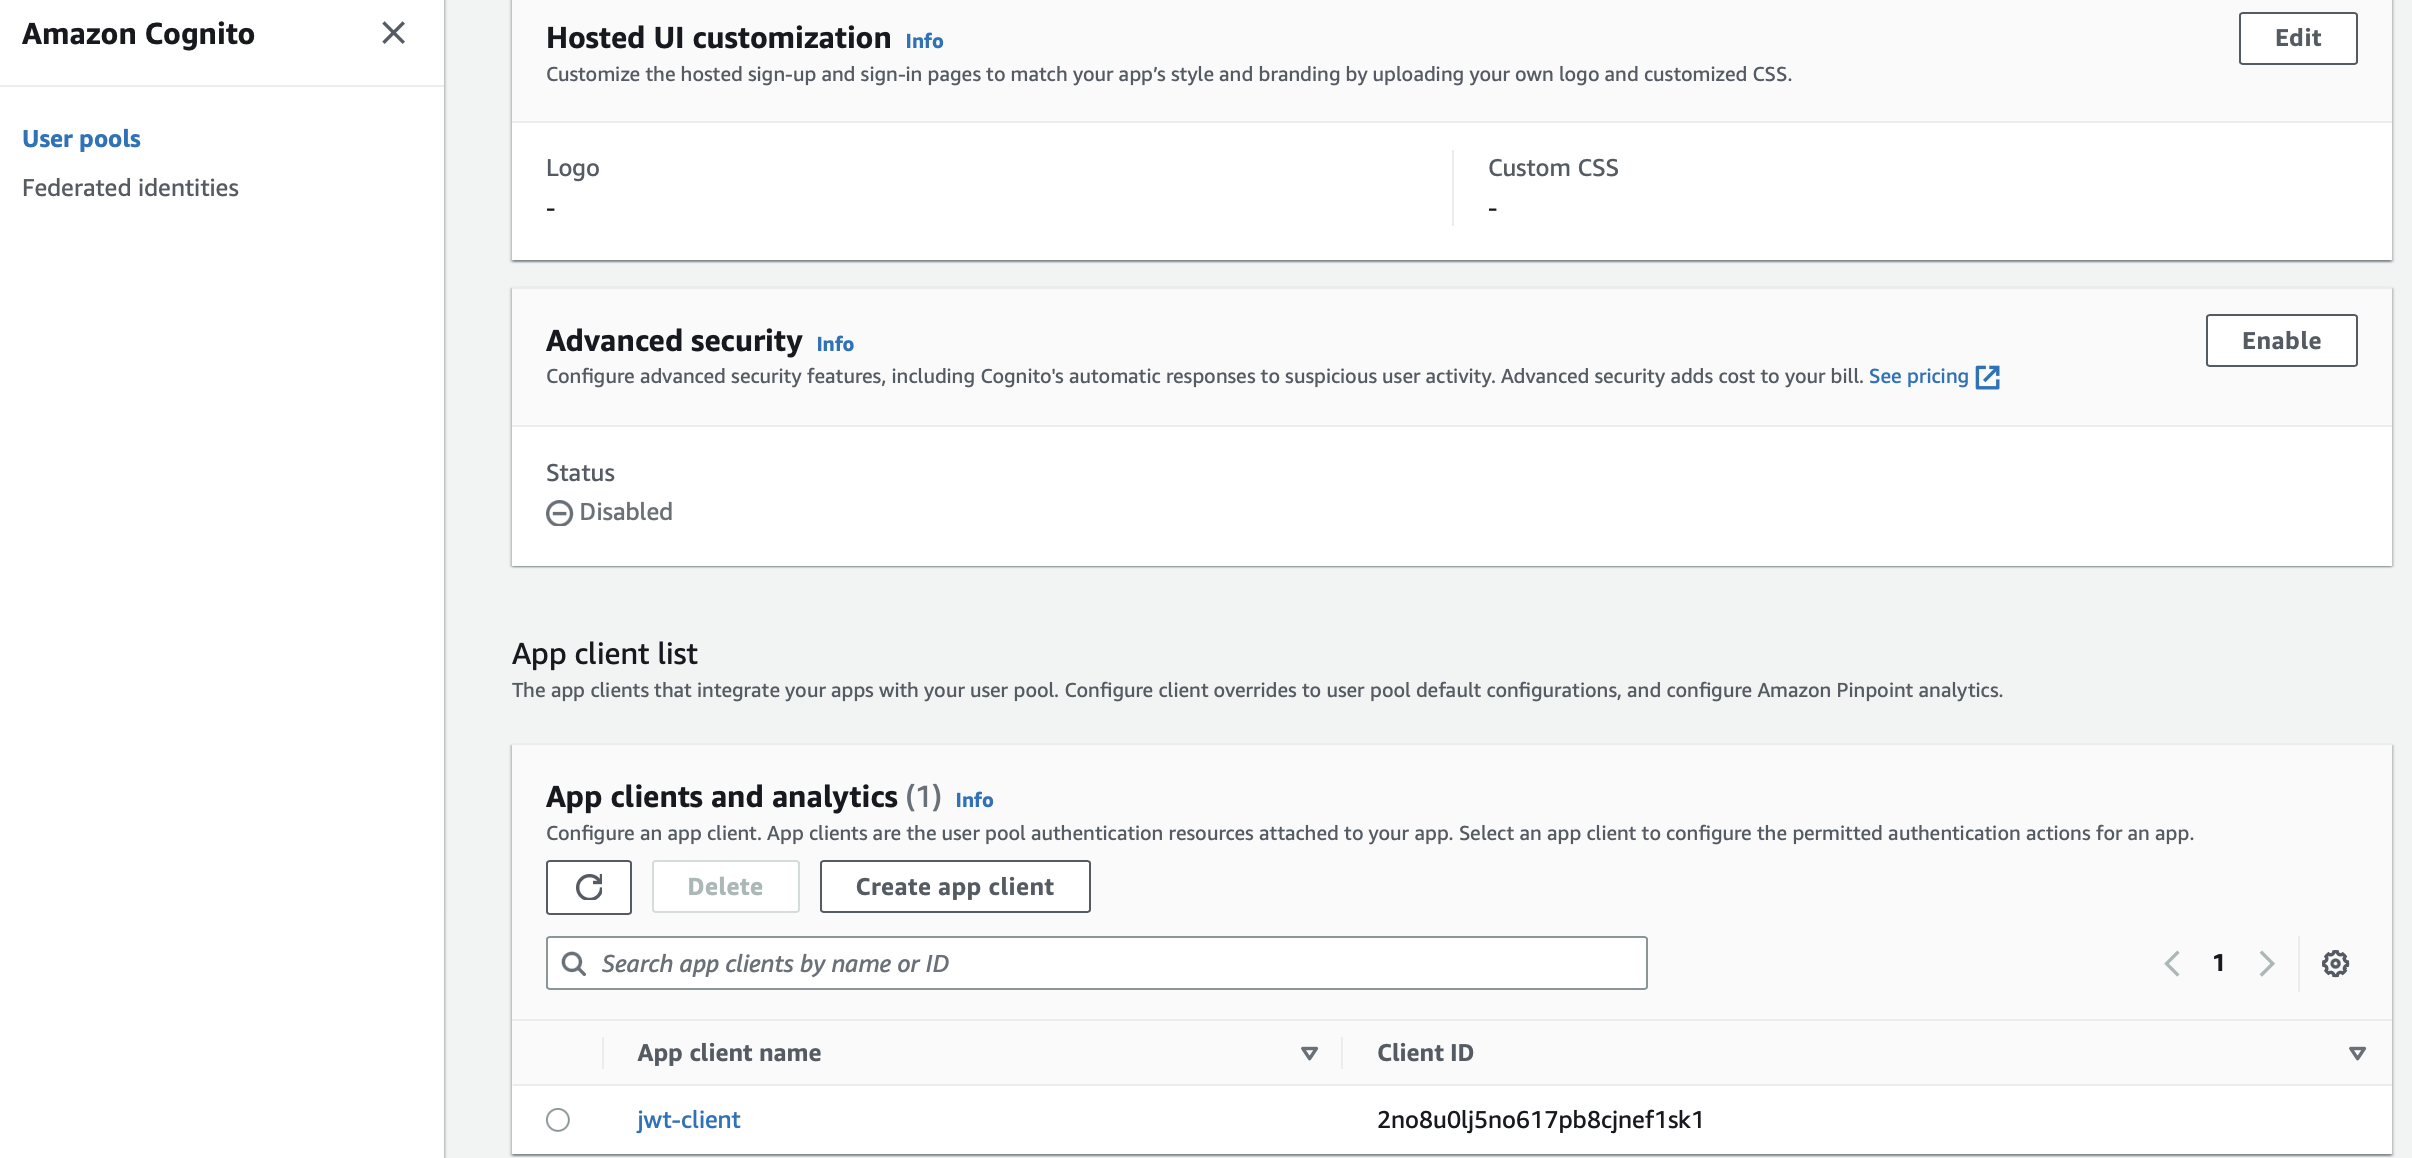 Amazon Cognito
User pools
Federated identities
Hosted UI customization Info
Edit
Customize the hosted sign-up and sign-in pages to match your app’s style and branding by uploading your own logo and customized CSS.
Logo
-
Custom CSS
-
Advanced security Info
Enable
Configure advanced security features, including Cognito's automatic responses to suspicious user activity. Advanced security adds cost to your bill. See pricing
Status
Disabled
App client list
The app clients that integrate your apps with your user pool. Configure client overrides to user pool default configurations, and configure Amazon Pinpoint analytics.
App clients and analytics (1) Info
Configure an app client. App clients are the user pool authentication resources attached to your app. Select an app client to configure the permitted authentication actions for an app.
Delete
Create app client
Search app clients by name or ID
1
App client name
Client ID
jwt-client
2no8u0lj5no617pb8cjnef1sk1